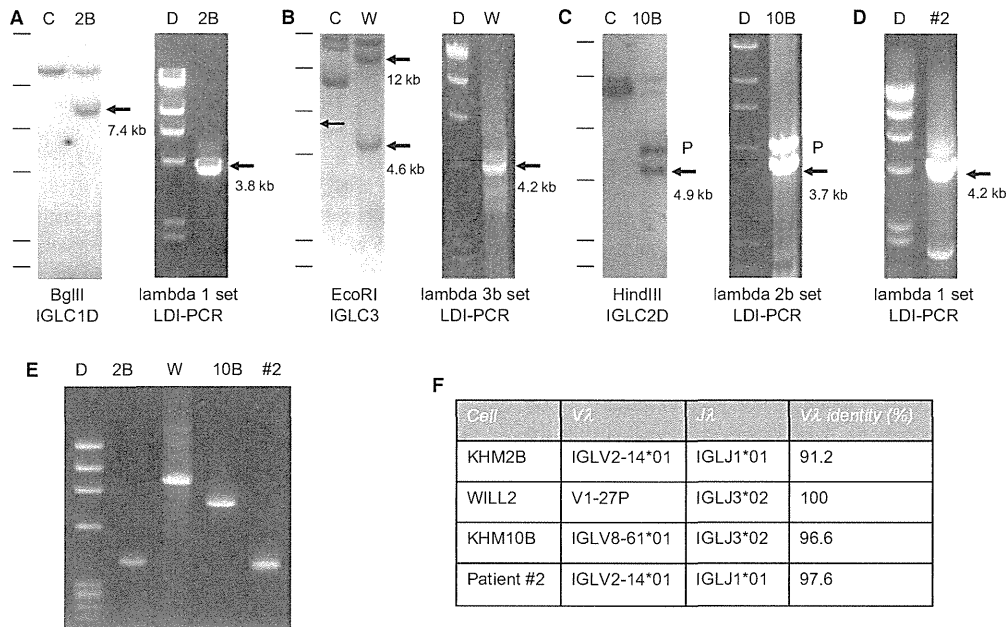 A C 2B D 2B
7.4 kb
3.8 kb
BglII
IGLC1D
lambda 1 set
LDI-PCR
B C W D W
12 kb
4.6 kb
4.2 kb
EcoRI
IGLC3
lambda 3b set
LDI-PCR
C C 10B D 10B
P
4.9 kb
P
3.7 kb
HindIII
IGLC2D
lambda 2b set
LDI-PCR
D D #2
4.2 kb
lambda 1 set
LDI-PCR
E D 2B W 10B #2
F
Cell Vλ Jλ Vλ identity (%)
KHM2B IGLV2-14*01 IGLJ1*01 91.2
WILL2 V1-27P IGLJ3*02 100
KHM10B IGLV8-61*01 IGLJ3*02 96.6
Patient #2 IGLV2-14*01 IGLJ1*01 97.6